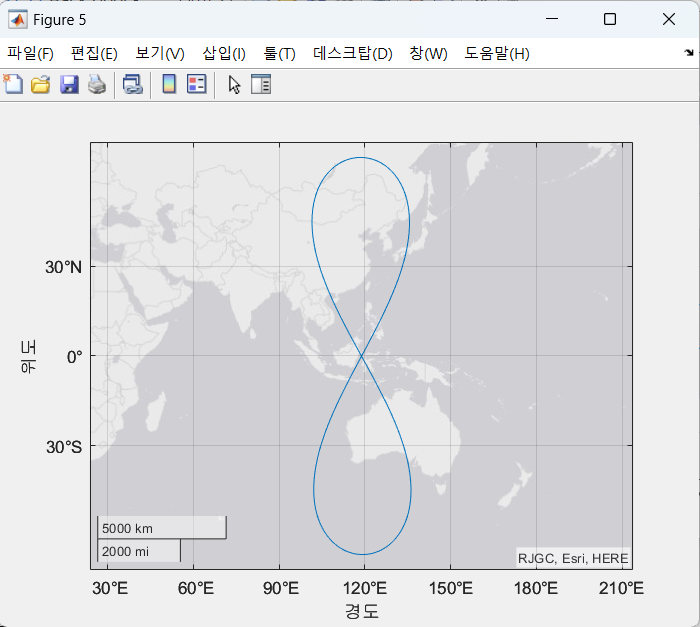 Figure 5
파일(F) 편집(E) 보기(V) 삽입(I) 툴(T) 데스크탑(D) 창(W) 도움말(H)
30°N
0°
30°S
위도
5000 km
2000 mi
RJGC, Esri, HERE
30°E 60°E 90°E 120°E 150°E 180°E 210°E
경도